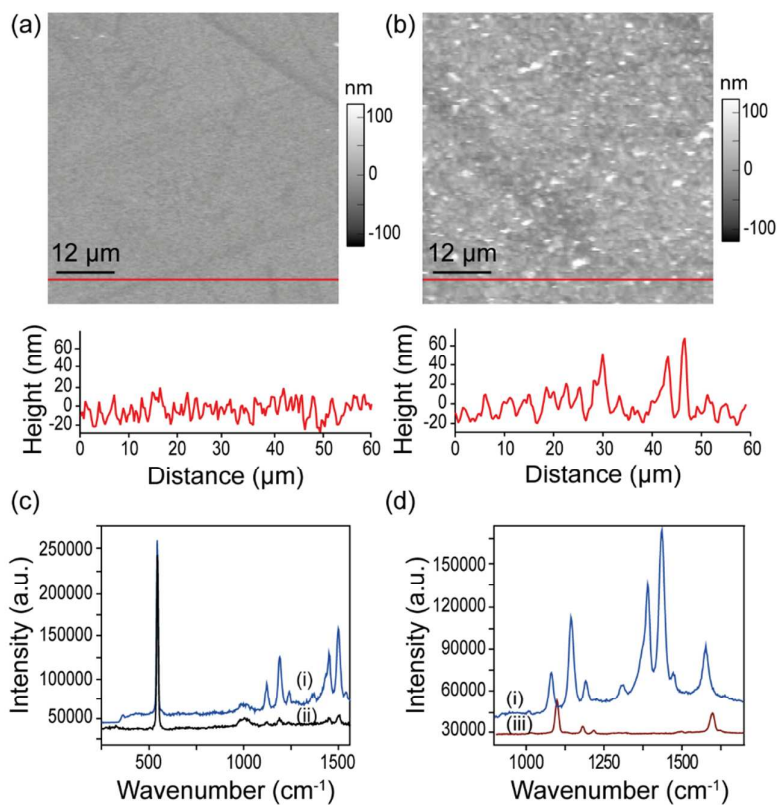 (a)
nm
100
0
-100
12 µm
Height (nm)
60
40
20
0
-20
0 10 20 30 40 50 60
Distance (µm)
(b)
nm
100
0
-100
12 µm
Height (nm)
60
40
20
0
-20
0 10 20 30 40 50 60
Distance (µm)
(c)
Intensity (a.u.)
250000
200000
150000
100000
50000
(i)
(ii)
500 1000 1500
Wavenumber (cm⁻¹)
(d)
Intensity (a.u.)
150000
120000
90000
60000
30000
(i)
(iii)
1000 1250 1500
Wavenumber (cm⁻¹)